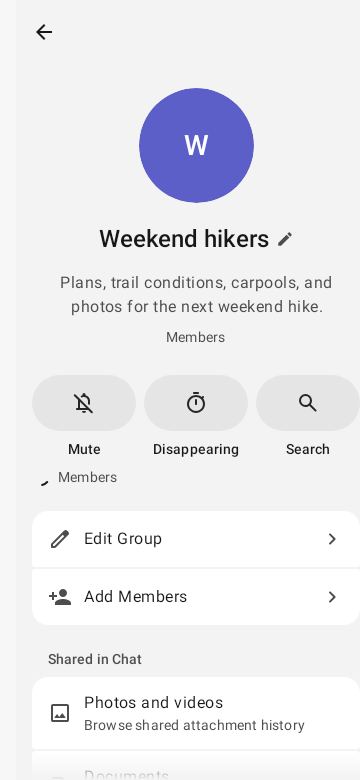 W
Weekend hikers
Plans, trail conditions, carpools, and
photos for the next weekend hike.
Members
Mute
Disappearing
Search
Members
Edit Group
Add Members
Shared in Chat
Photos and videos
Browse shared attachment history
Documents